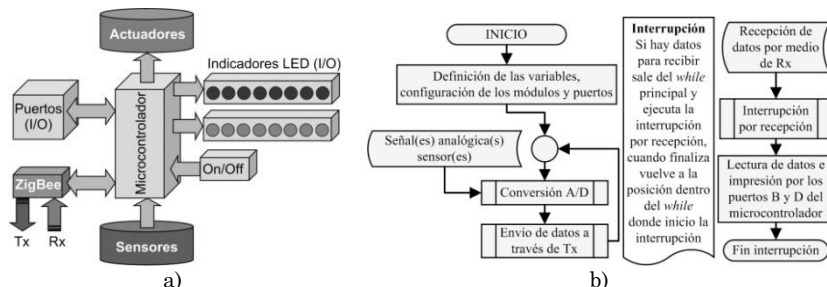 Actuadores
Indicadores LED (I/O)
Puertos
(I/O)
Microcontrolador
On/Off
ZigBee
Tx
Rx
Sensores
a)
INICIO
Definición de las variables,
configuración de los módulos y puertos
Señal(es) analógica(s)
sensor(es)
Conversión A/D
Envio de datos a
través de Tx
Interrupción
Si hay datos
para recibir
sale del while
principal y
ejecuta la
interrupción
por recepción,
cuando finaliza
vuelve a la
posición dentro
del while
donde inicio la
interrupción
Recepción de
datos por medio
de Rx
Interrupción
por recepción
Lectura de datos e
impresión por los
puertos B y D del
microcontrolador
Fin interrupción
b)